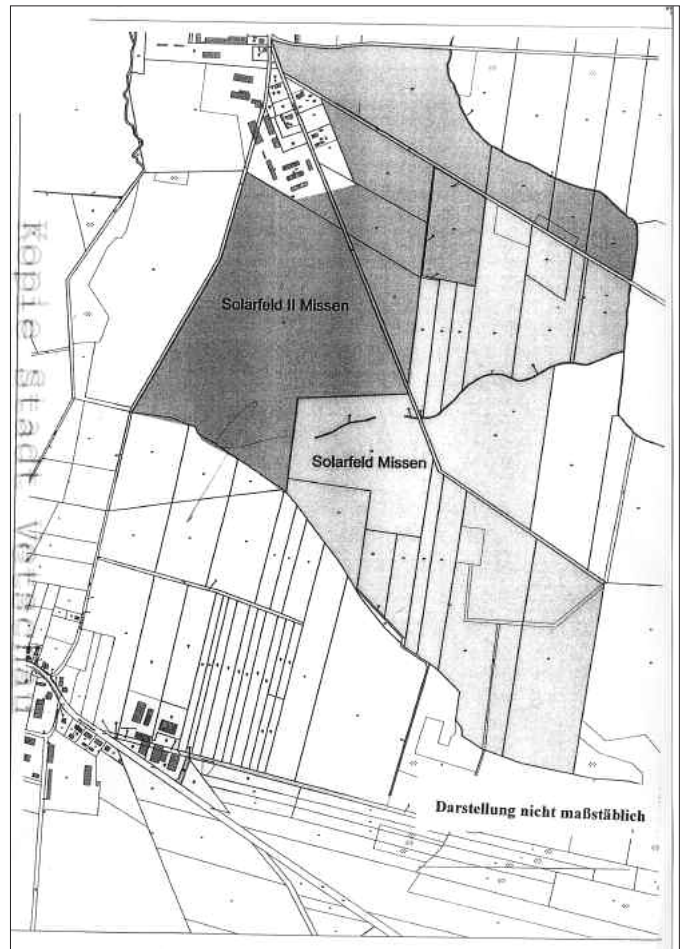 Kopie Stadt Vetschau
Solarfeld II Missen
Solarfeld Missen
Darstellung nicht maßstäblich